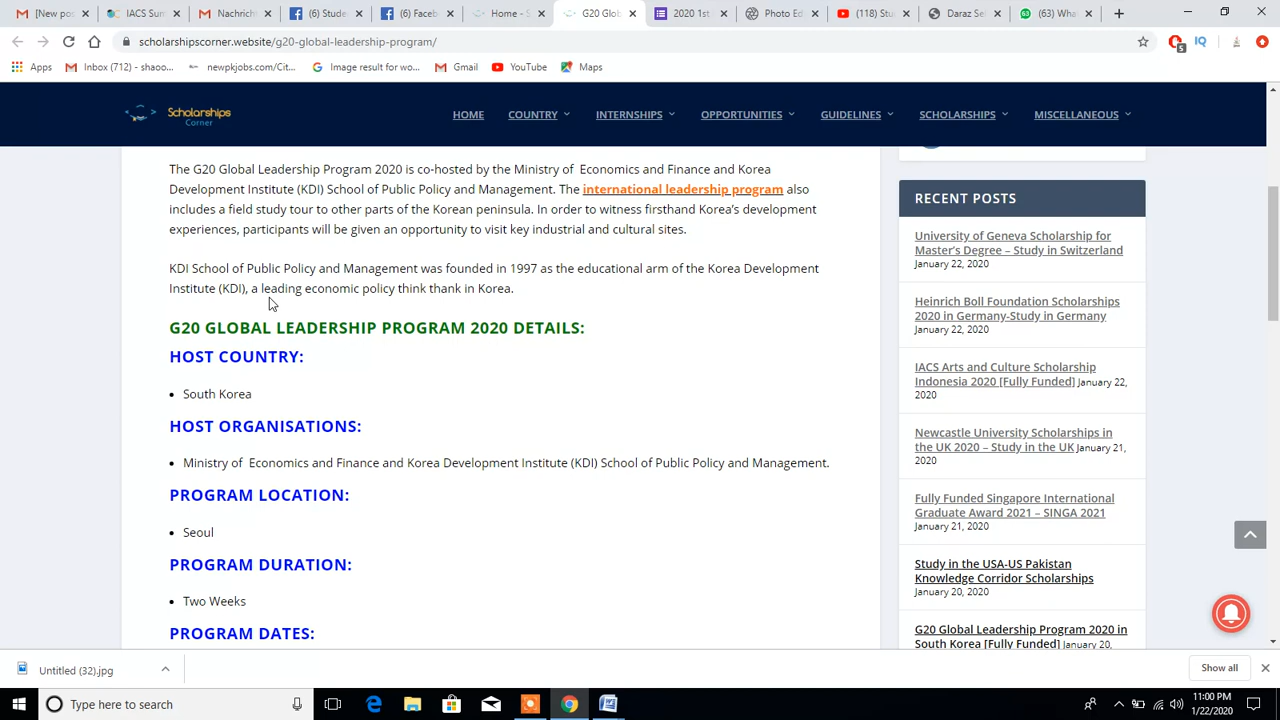 [New pos
IACS Sum
Nachrich
(6) Stude
(6) Faceb
Home - S
G20 Glob
2020 1st
Photo Ed
(118) Stu
Daraz Sel
(63) Wha
scholarshipscorner.website/g20-global-leadership-program/
5
Apps
Inbox (712) - shaoo...
newpkjobs.com/Cit...
Image result for wo...
Gmail
YouTube
Maps
Scholarships
Corner
HOME
COUNTRY
INTERNSHIPS
OPPORTUNITIES
GUIDELINES
SCHOLARSHIPS
MISCELLANEOUS
The G20 Global Leadership Program 2020 is co-hosted by the Ministry of Economics and Finance and Korea
Development Institute (KDI) School of Public Policy and Management. The international leadership program also
includes a field study tour to other parts of the Korean peninsula. In order to witness firsthand Korea's development
experiences, participants will be given an opportunity to visit key industrial and cultural sites.
KDI School of Public Policy and Management was founded in 1997 as the educational arm of the Korea Development
Institute (KDI), a leading economic policy think thank in Korea.
G20 GLOBAL LEADERSHIP PROGRAM 2020 DETAILS:
HOST COUNTRY:
• South Korea
HOST ORGANISATIONS:
• Ministry of Economics and Finance and Korea Development Institute (KDI) School of Public Policy and Management.
PROGRAM LOCATION:
• Seoul
PROGRAM DURATION:
• Two Weeks
PROGRAM DATES:
RECENT POSTS
University of Geneva Scholarship for
Master's Degree – Study in Switzerland
January 22, 2020
Heinrich Boll Foundation Scholarships
2020 in Germany-Study in Germany
January 22, 2020
IACS Arts and Culture Scholarship
Indonesia 2020 [Fully Funded] January 22,
2020
Newcastle University Scholarships in
the UK 2020 – Study in the UK January 21,
2020
Fully Funded Singapore International
Graduate Award 2021 – SINGA 2021
January 21, 2020
Study in the USA-US Pakistan
Knowledge Corridor Scholarships
January 20, 2020
G20 Global Leadership Program 2020 in
South Korea [Fully Funded] January 20,
Untitled (32).jpg
Show all
Type here to search
11:00 PM
1/22/2020